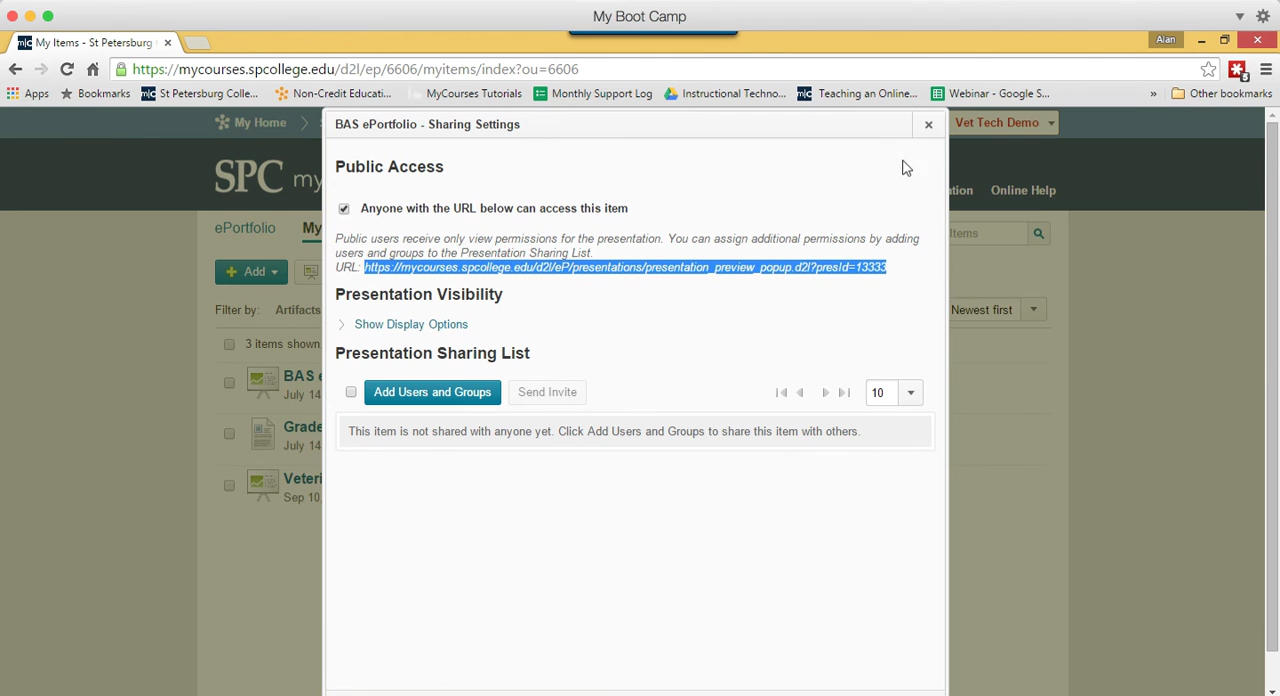 My Boot Camp
m|c My Items - St Petersburg
Alan
https://mycourses.spcollege.edu/d2l/ep/6606/myitems/index?ou=6606
Apps Bookmarks St Petersburg Colle... Non-Credit Educati... MyCourses Tutorials Monthly Support Log Instructional Techno... Teaching an Online... Webinar - Google S... » Other bookmarks
My Home
BAS ePortfolio - Sharing Settings
Vet Tech Demo
SPC my
Public Access
Online Help
Anyone with the URL below can access this item
ePortfolio My
Items
Public users receive only view permissions for the presentation. You can assign additional permissions by adding
users and groups to the Presentation Sharing List.
URL: https://mycourses.spcollege.edu/d2l/eP/presentations/presentation_preview_popup.d2l?presId=13333
Add
Presentation Visibility
Filter by: Artifacts
Newest first
Show Display Options
3 items shown
Presentation Sharing List
BAS
July 14
Add Users and Groups Send Invite 10
Grade
July 14
This item is not shared with anyone yet. Click Add Users and Groups to share this item with others.
Veteri
Sep 10